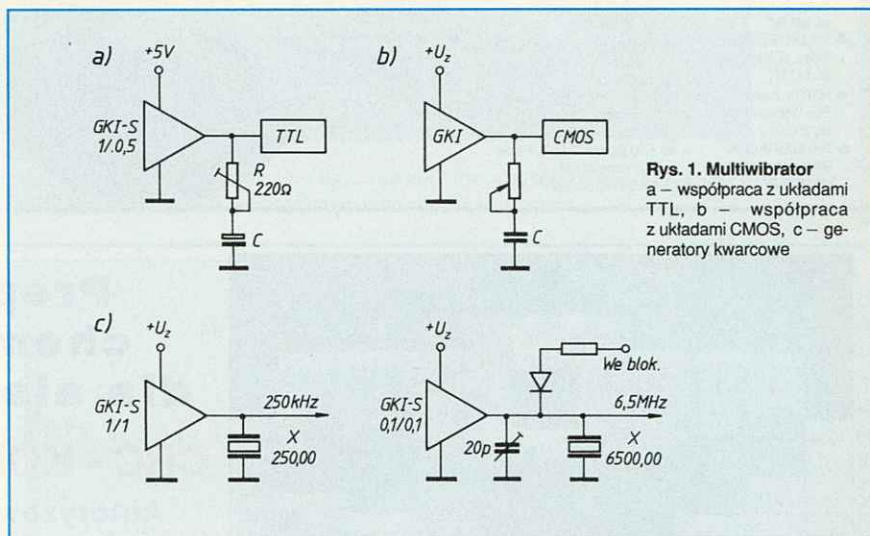 a)
+5V
GKI-S
1/.0,5
TTL
R
220Ω
C
b)
+Uz
GKI
CMOS
C
Rys. 1. Multiwibrator
a – współpraca z układami
TTL, b – współpraca
z układami CMOS, c – ge-
neratory kwarcowe
c)
+Uz
GKI-S
1/1
250kHz
X
250,00
+Uz
GKI-S
0,1/0,1
20p
We blok.
6,5MHz
X
6500,00